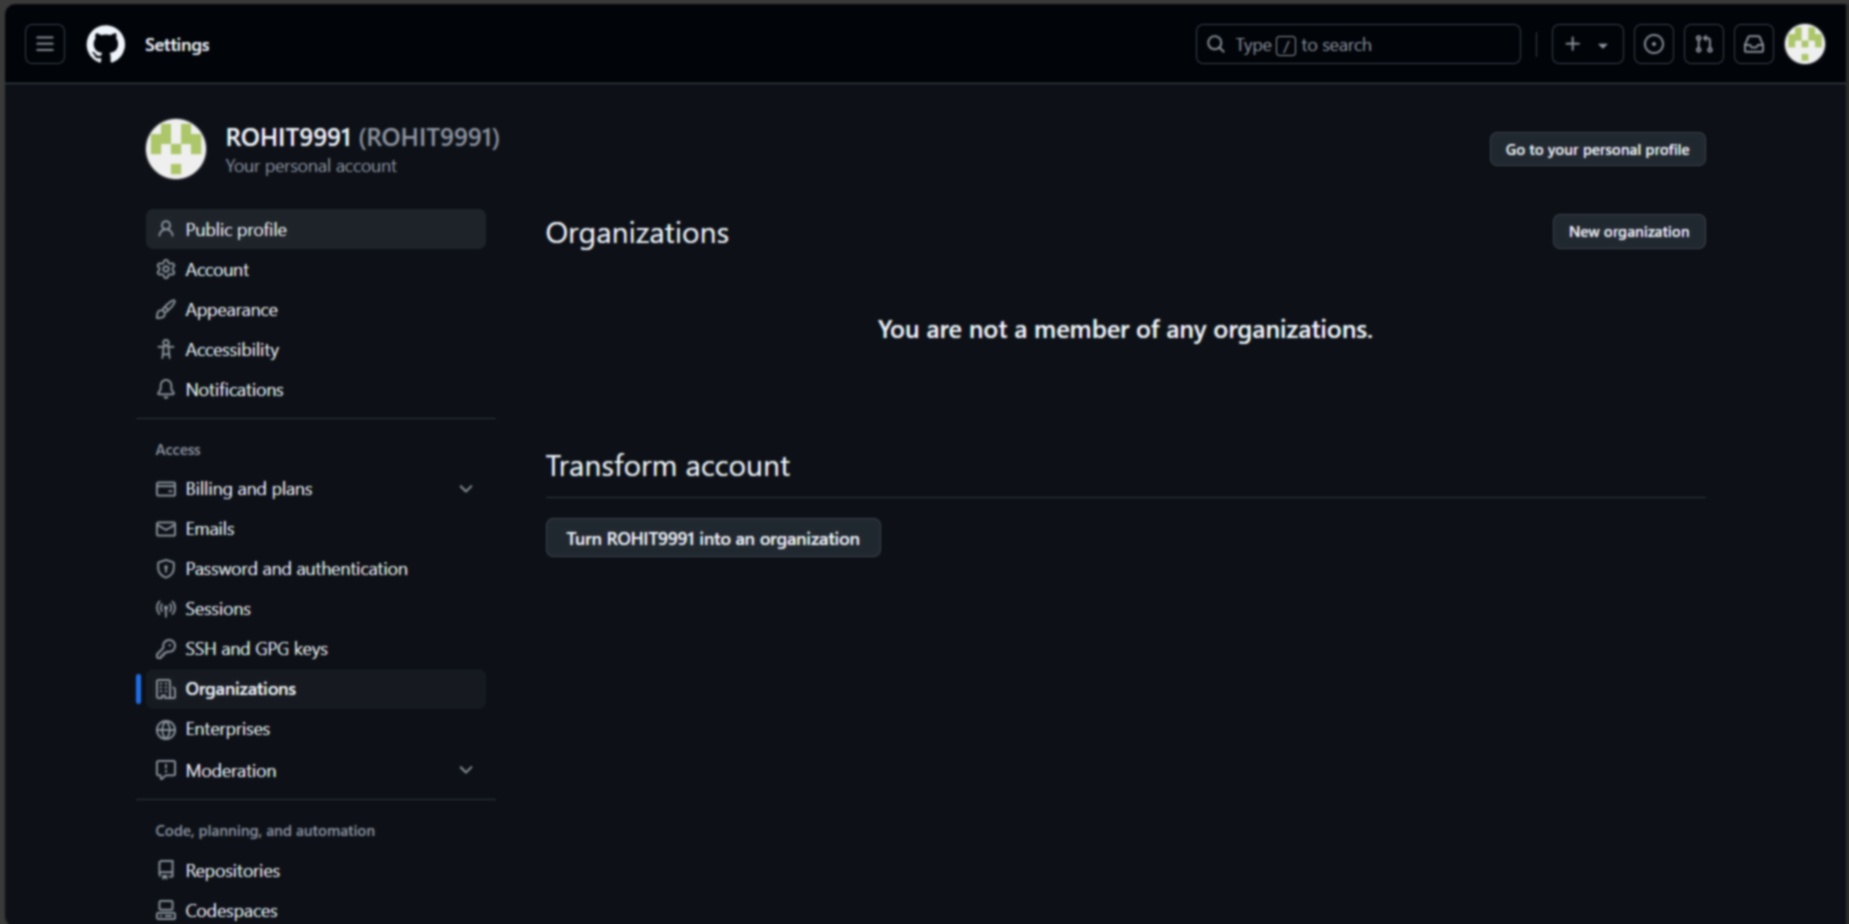 Settings
Type / to search
ROHIT9991 (ROHIT9991)
Your personal account
Go to your personal profile
Public profile
Account
Appearance
Accessibility
Notifications
Access
Billing and plans
Emails
Password and authentication
Sessions
SSH and GPG keys
Organizations
Enterprises
Moderation
Code, planning, and automation
Repositories
Codespaces
Organizations
New organization
You are not a member of any organizations.
Transform account
Turn ROHIT9991 into an organization